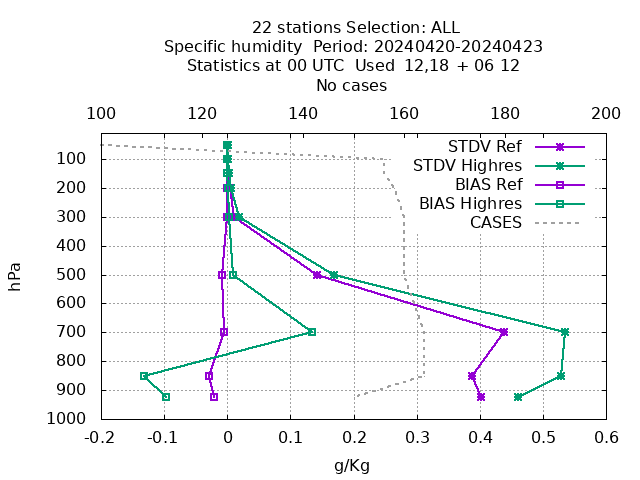 22 stations Selection: ALL
Specific humidity  Period: 20240420-20240423
Statistics at 00 UTC  Used  12,18 + 06 12
No cases
100 120 140 160 180 200
STDV Ref
STDV Highres
BIAS Ref
BIAS Highres
CASES
hPa
100
200
300
400
500
600
700
800
900
1000
-0.2 -0.1 0 0.1 0.2 0.3 0.4 0.5 0.6
g/Kg